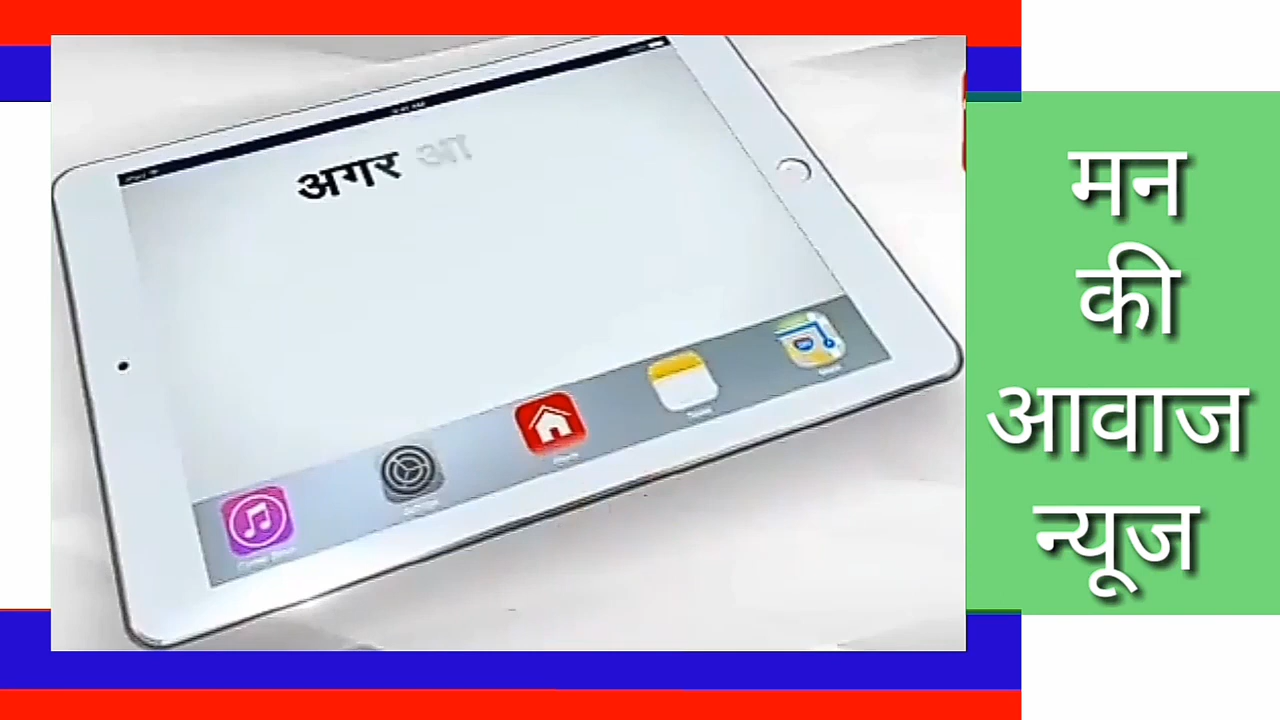 अगर आ
मन
की
आवाज
न्यूज